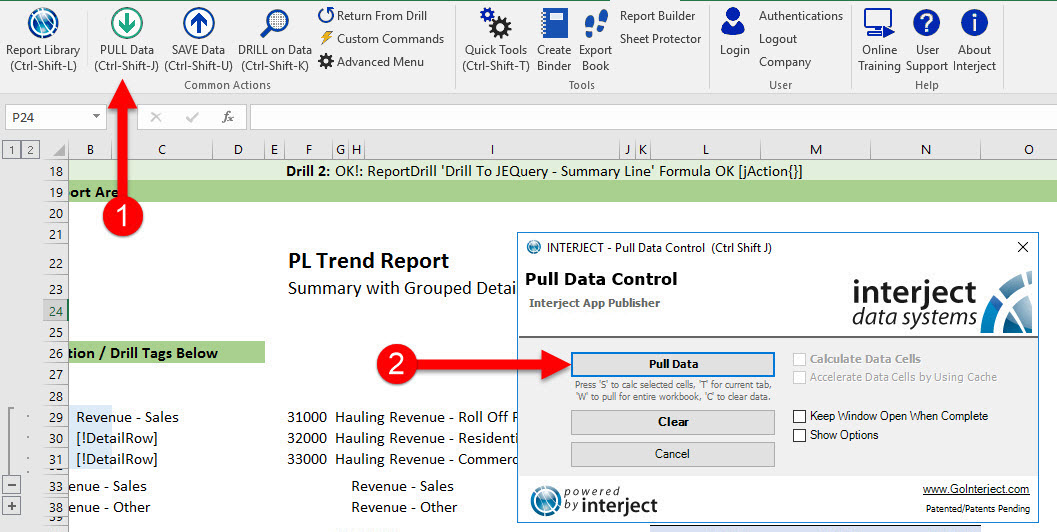 Report Library
(Ctrl-Shift-L)
PULL Data
(Ctrl-Shift-J)
SAVE Data
(Ctrl-Shift-U)
DRILL on Data
(Ctrl-Shift-K)
Return From Drill
Custom Commands
Advanced Menu
Common Actions
Quick Tools
(Ctrl-Shift-T)
Create
Binder
Export
Book
Report Builder
Sheet Protector
Tools
Login
Authentications
Logout
Company
User
Online
Training
User
Support
About
Interject
Help
P24
fx
1 2
B C D E F G H I J K L M N O
18 Drill 2: OK!: ReportDrill 'Drill To JEQuery - Summary Line' Formula OK [jAction{}]
19 ort Are
1
20
21
22 PL Trend Report
23 Summary with Grouped Detai
24
25
26 tion / Drill Tags Below
27
28
29 Revenue - Sales 31000 Hauling Revenue - Roll Off R
30 [!DetailRow] 32000 Hauling Revenue - Residenti
31 [!DetailRow] 33000 Hauling Revenue - Commerc
33 enue - Sales Revenue - Sales
38 enue - Other Revenue - Other
39
INTERJECT - Pull Data Control (Ctrl Shift J)
Pull Data Control
Interject App Publisher
interject
data systems
2
Pull Data
Press 'S' to calc selected cells, 'T' for current tab,
'W' to pull for entire workbook, 'C' to clear data.
Clear
Cancel
Calculate Data Cells
Accelerate Data Cells by Using Cache
Keep Window Open When Complete
Show Options
powered
by interject
www.GoInterject.com
Patented/Patents Pending